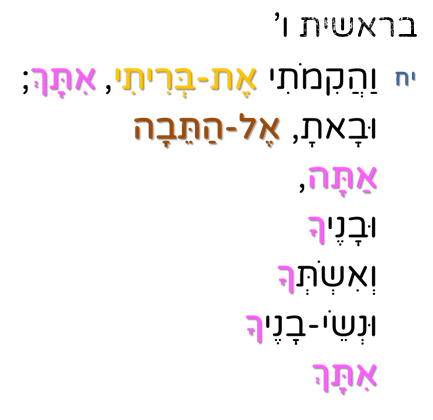 בראשית ו'
יח וַהֲקִמֹתִי אֶת-בְּרִיתִי, אִתָּךְ;
וּבָאתָ, אֶל-הַתֵּבָה
אַתָּה,
וּבָנֶיךָ
וְאִשְׁתְּךָ
וּנְשֵׁי-בָנֶיךָ
אִתָּךְ